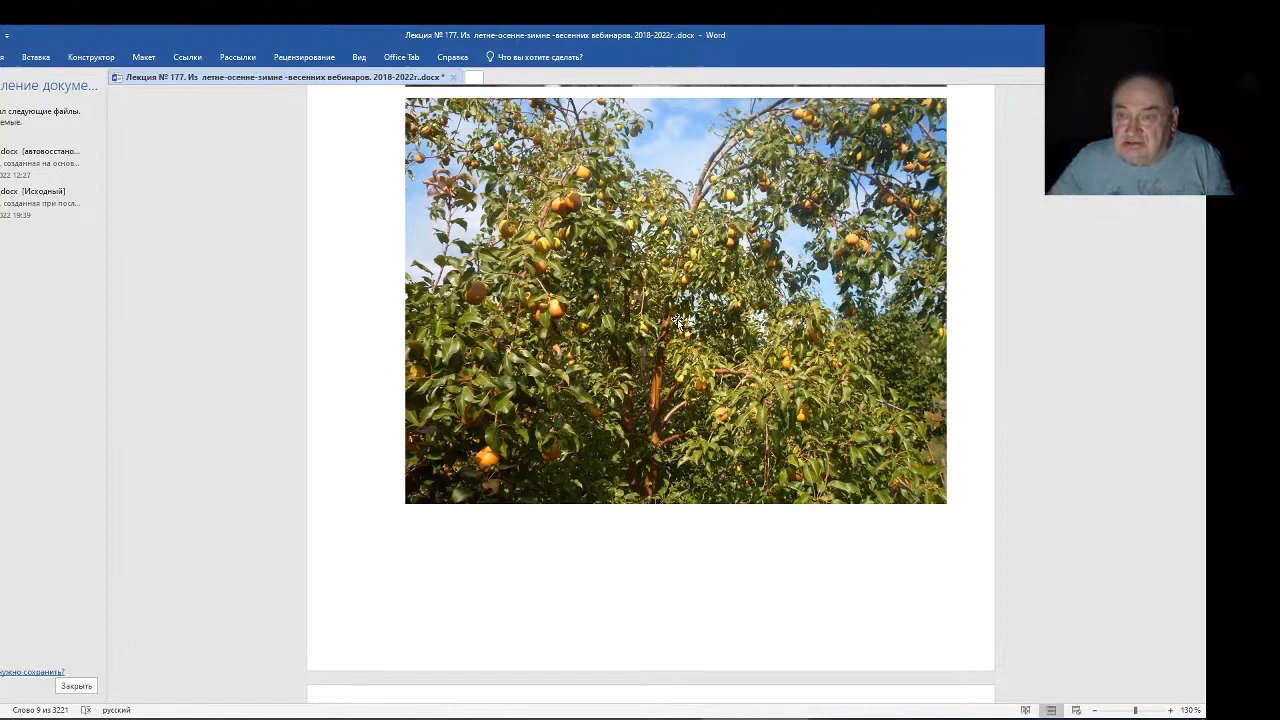 Лекция № 177. Из летне-осенне-зимне -весенних вебинаров. 2018-2022г..docx - Word
Вставка Конструктор Макет Ссылки Рассылки Рецензирование Вид Office Tab Справка Что вы хотите сделать?
Лекция № 177. Из летне-осенне-зимне -весенних вебинаров. 2018-2022г..docx *
ление докуме...
ал следующие файлы.
емые.
docx [автовосстано...
, созданная на основ...
022 12:27
docx [Исходный]
, созданная при посл...
022 19:39
нужно сохранить?
Закрыть
Слово 9 из 3221 русский 130 %